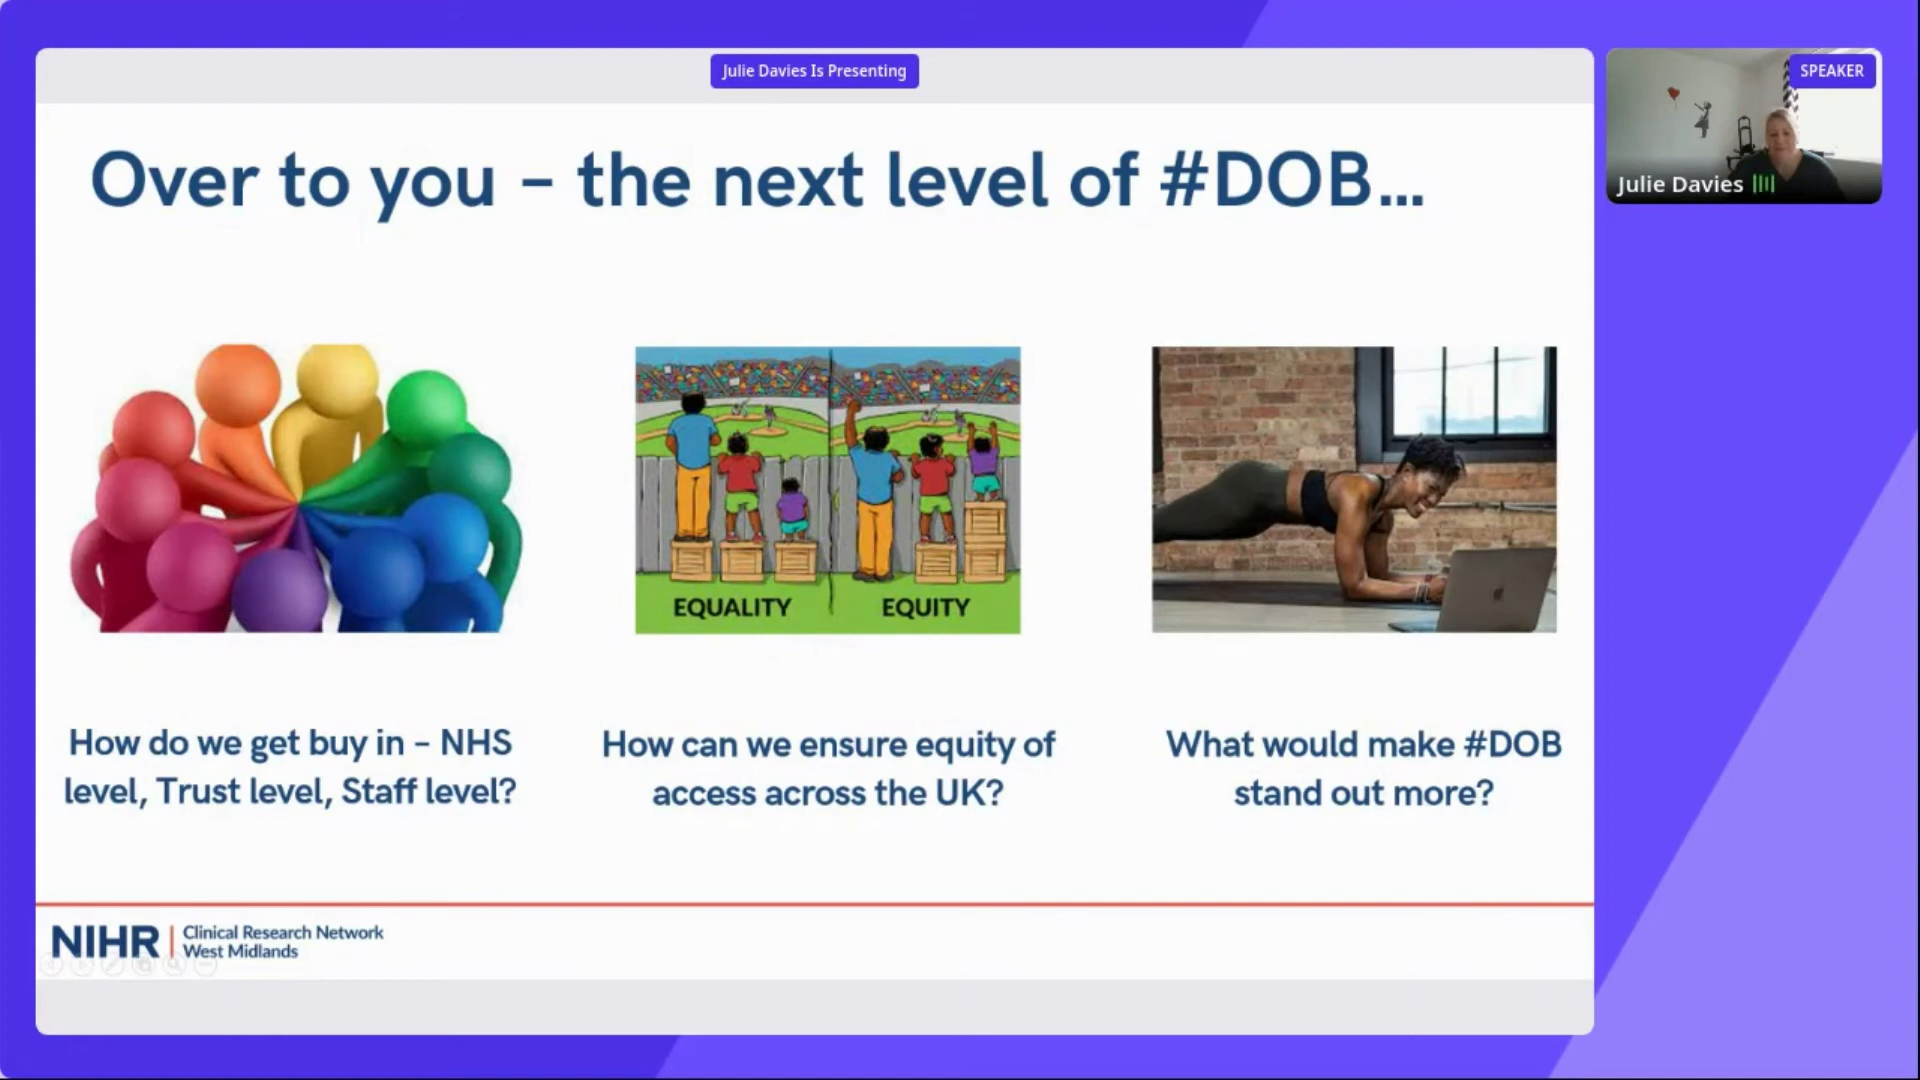 Julie Davies Is Presenting
SPEAKER
Julie Davies
Over to you – the next level of #DOB...
EQUALITY
EQUITY
How do we get buy in – NHS
level, Trust level, Staff level?
How can we ensure equity of
access across the UK?
What would make #DOB
stand out more?
NIHR
Clinical Research Network
West Midlands